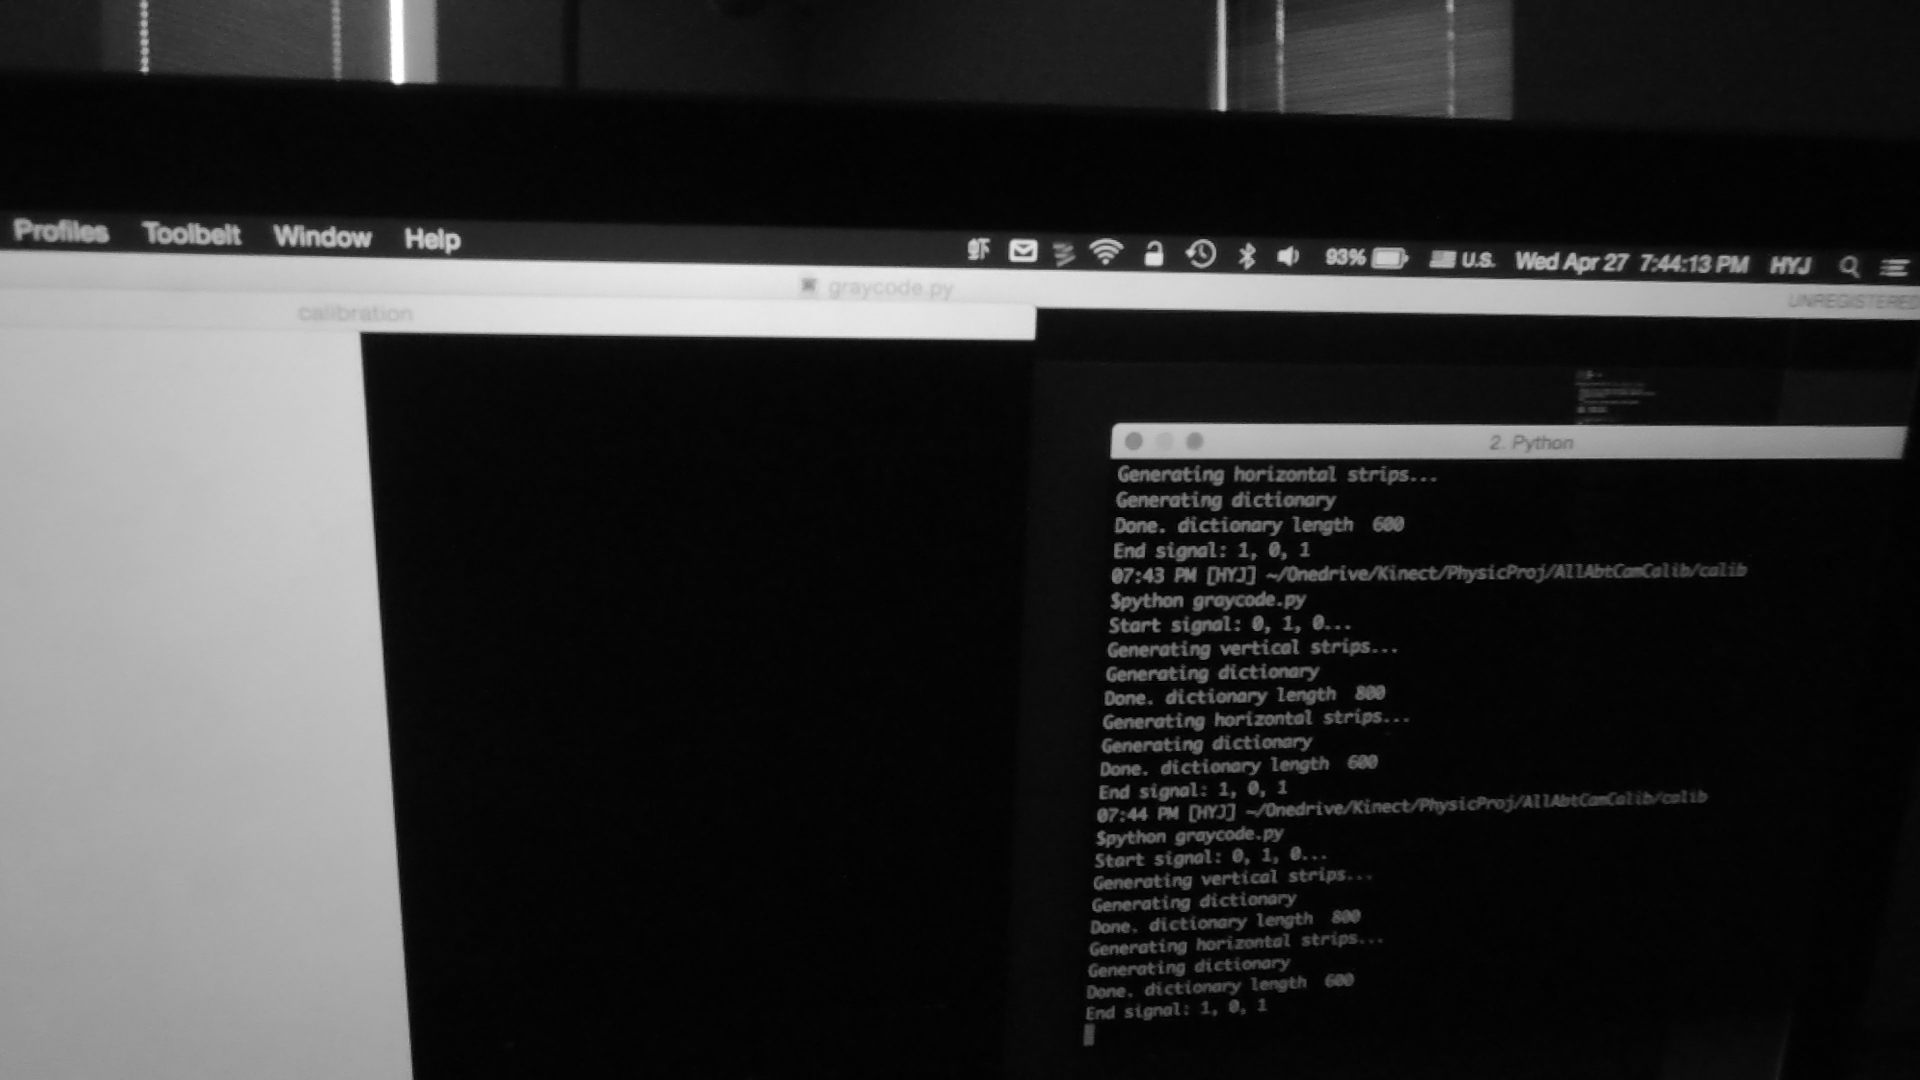 Profiles Toolbelt Window Help 虾 93% U.S. Wed Apr 27 7:44:13 PM HYJ
graycode.py
UNREGISTERED
calibration
2. Python
Generating horizontal strips...
Generating dictionary
Done. dictionary length 600
End signal: 1, 0, 1
07:43 PM [HYJ] ~/Onedrive/Kinect/PhysicProj/AllAbtCamCalib/calib
$python graycode.py
Start signal: 0, 1, 0...
Generating vertical strips...
Generating dictionary
Done. dictionary length 800
Generating horizontal strips...
Generating dictionary
Done. dictionary length 600
End signal: 1, 0, 1
07:44 PM [HYJ] ~/Onedrive/Kinect/PhysicProj/AllAbtCamCalib/calib
$python graycode.py
Start signal: 0, 1, 0...
Generating vertical strips...
Generating dictionary
Done. dictionary length 800
Generating horizontal strips...
Generating dictionary
Done. dictionary length 600
End signal: 1, 0, 1